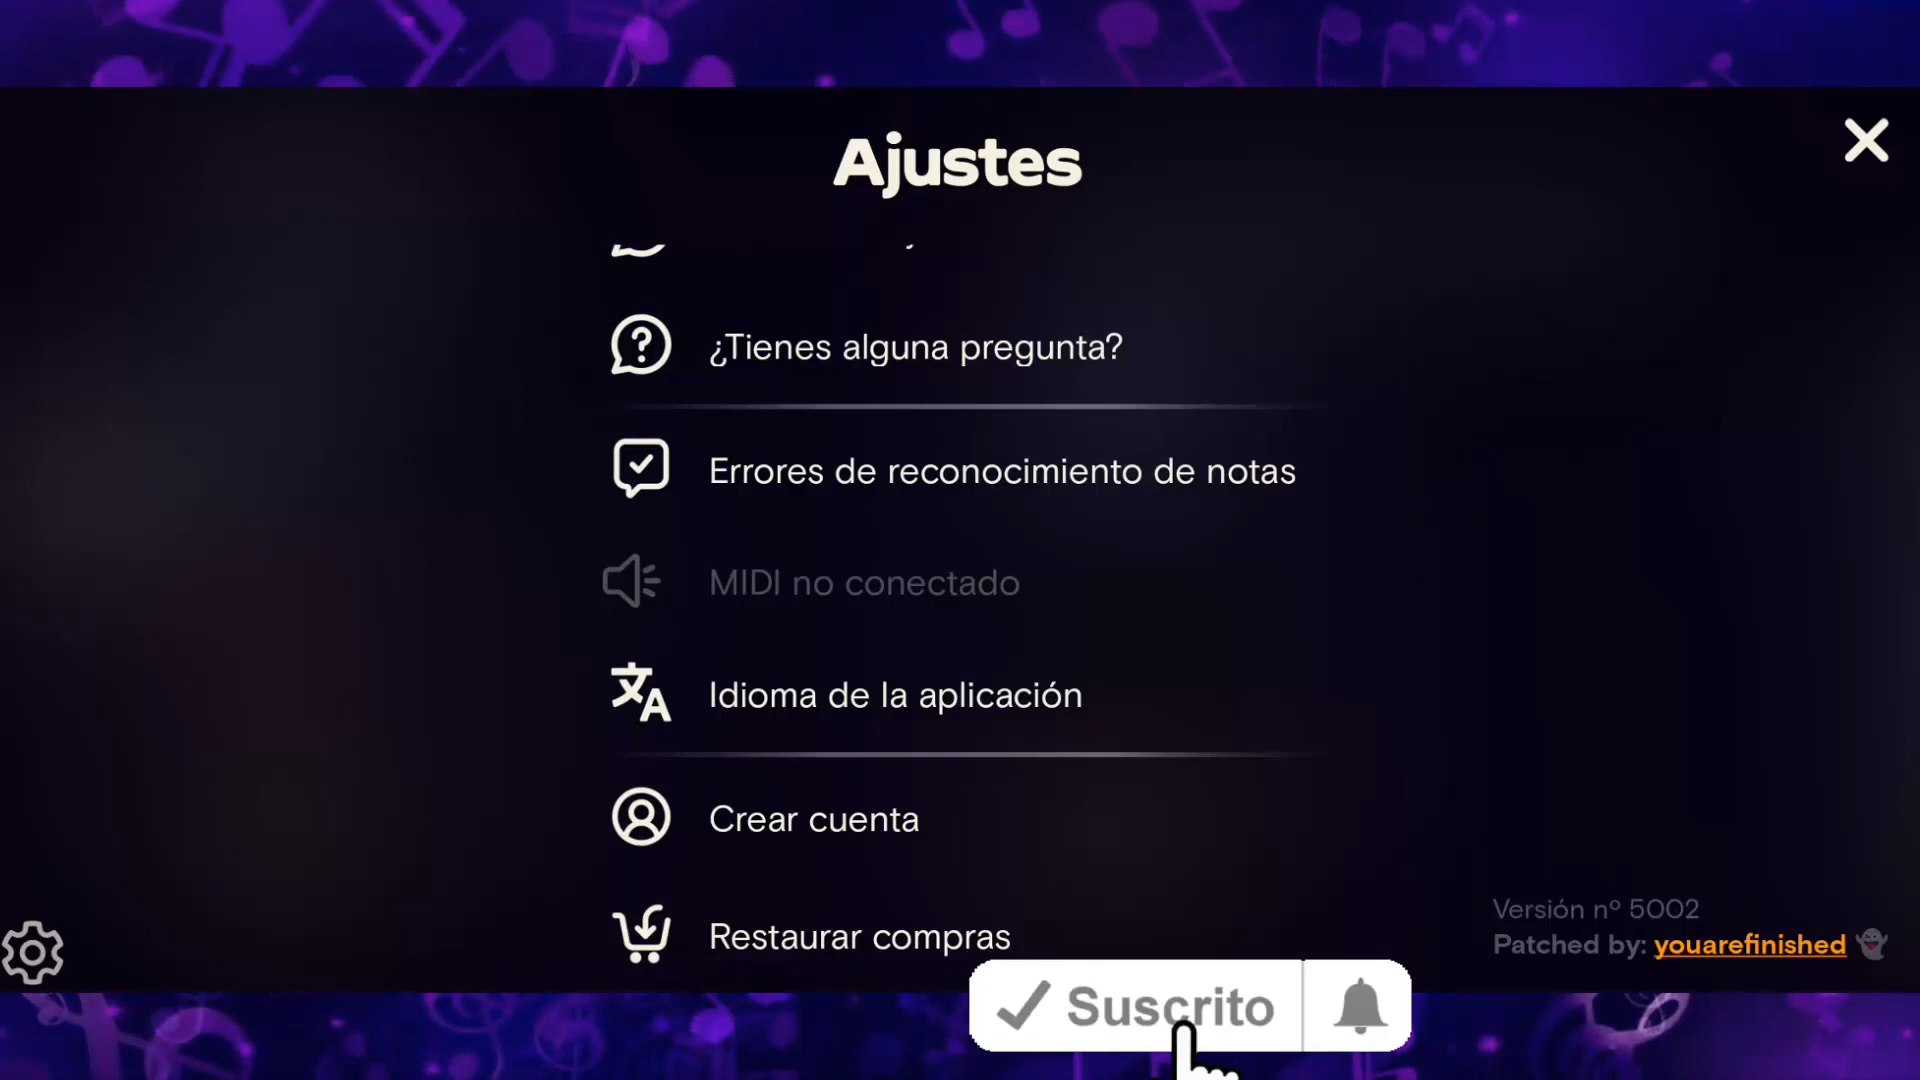 Ajustes
¿Tienes alguna pregunta?
Errores de reconocimiento de notas
MIDI no conectado
Idioma de la aplicación
Crear cuenta
Restaurar compras
Versión nº 5002
Patched by: youarefinished
Suscrito